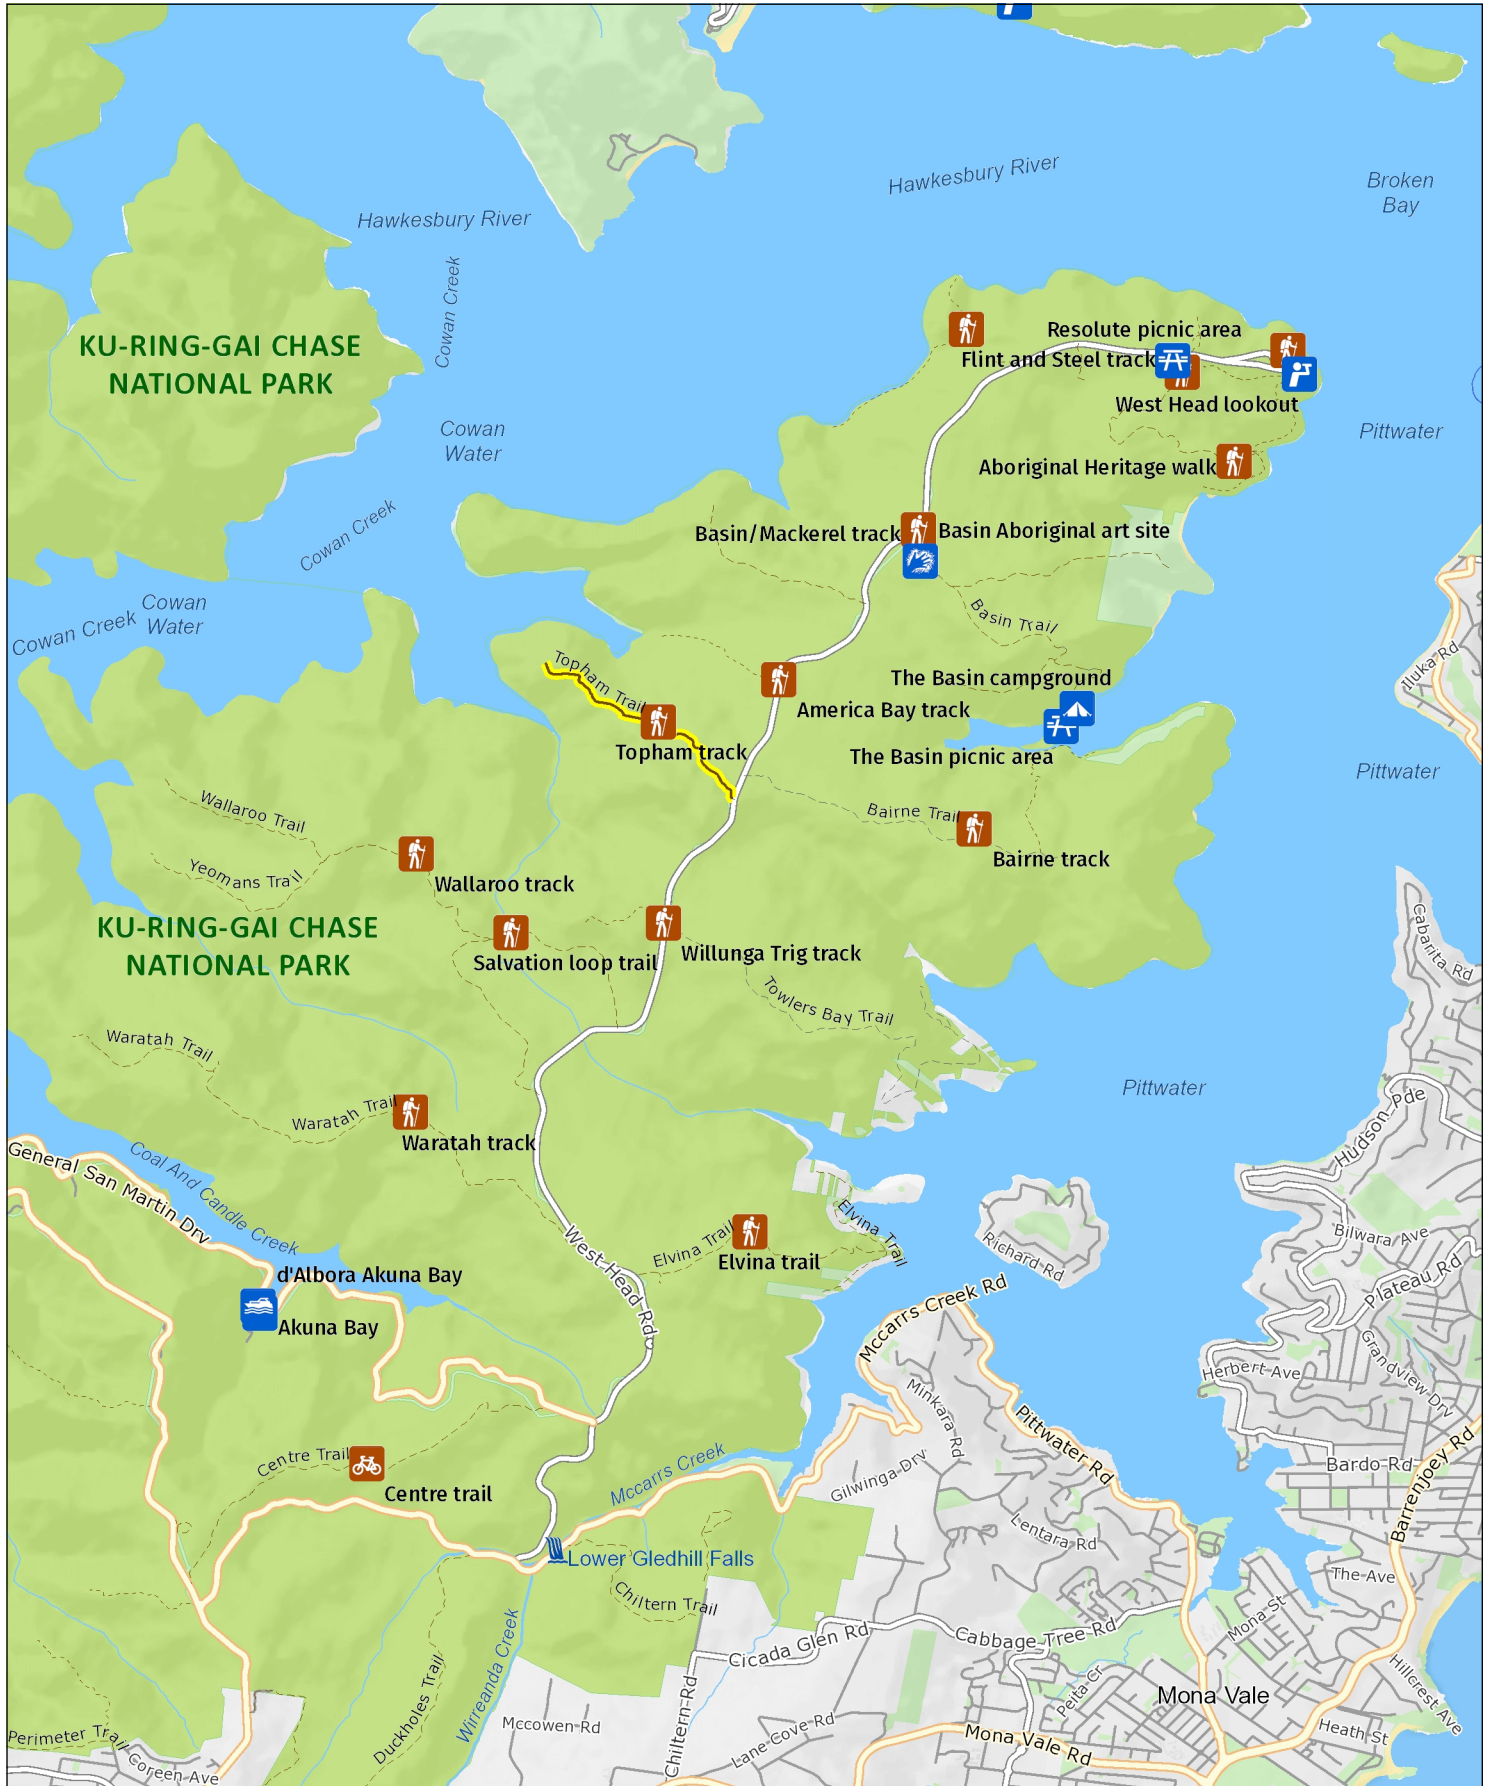 Hawkesbury River
Broken
Bay
Hawkesbury River
Cowan Creek
KU-RING-GAI CHASE
NATIONAL PARK
Resolute picnic area
Flint and Steel track
West Head lookout
Cowan
Water
Pittwater
Aboriginal Heritage walk
Cowan Creek
Basin/Mackerel track
Basin Aboriginal art site
Cowan
Water
Cowan Creek
Basin Trail
Iluka Rd
Topham Trail
The Basin campground
America Bay track
Topham track
The Basin picnic area
Pittwater
Wallaroo Trail
Bairne Trail
Bairne track
Yeomans Trail
Wallaroo track
KU-RING-GAI CHASE
NATIONAL PARK
Salvation loop trail
Willunga Trig track
Cabarita Rd
Towlers Bay Trail
Waratah Trail
Pittwater
Waratah Trail
Waratah track
Hudson Pde
General San Martin Drv
Coal And Candle Creek
Elvina Trail
Elvina Trail
Elvina trail
West Head Rd
Richard Rd
Bilwara Ave
Plateau Rd
d'Albora Akuna Bay
Akuna Bay
Mccarrs Creek Rd
Herbert Ave
Grandview Drv
Minkara Rd
Pittwater Rd
Centre Trail
Centre trail
Mccarrs Creek
Gilwinga Drv
Bardo Rd
Barrenjoey Rd
Lentara Rd
Lower Gledhill Falls
Chiltern Trail
The Ave
Mona St
Cicada Glen Rd
Cabbage Tree Rd
Wirreanda Creek
Duckholes Trail
Peita Cr
Hillcrest Ave
Mona Vale
Mccowen Rd
Chiltern Rd
Lane Cove Rd
Mona Vale Rd
Heath St
Perimeter Trail
Coreen Ave